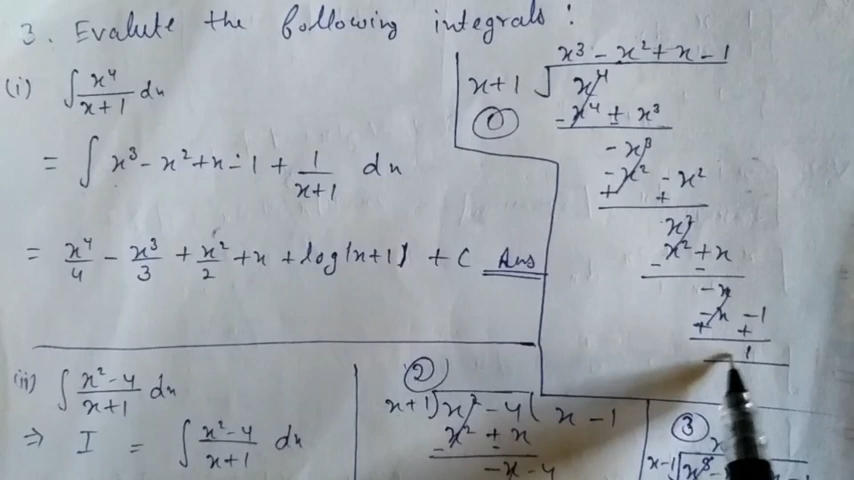 3. Evalute the following integrals :
(i) ∫ x⁴/(x+1) dx
= ∫ x³ - x² + x - 1 + 1/(x+1) dx
= x⁴/4 - x³/3 + x²/2 + x + log|x+1| + C Ans
①
x³ - x² + x - 1
x+1 √ x⁴
- x⁴ ± x³
- x³
- x² - x²
+ +
x²
x² + x
- -
- x
- x - 1
+ +
1
(ii) ∫ x²-4/(x+1) dx
⇒ I = ∫ x²-4/(x+1) dx
②
x+1) x² - 4 ( x - 1
- x² ± x
- x - 4
③
x-1